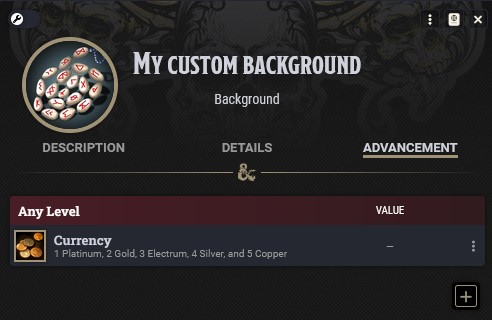 My custom background
Background
DESCRIPTION DETAILS ADVANCEMENT
&
Any Level VALUE
Currency –
1 Platinum, 2 Gold, 3 Electrum, 4 Silver, and 5 Copper